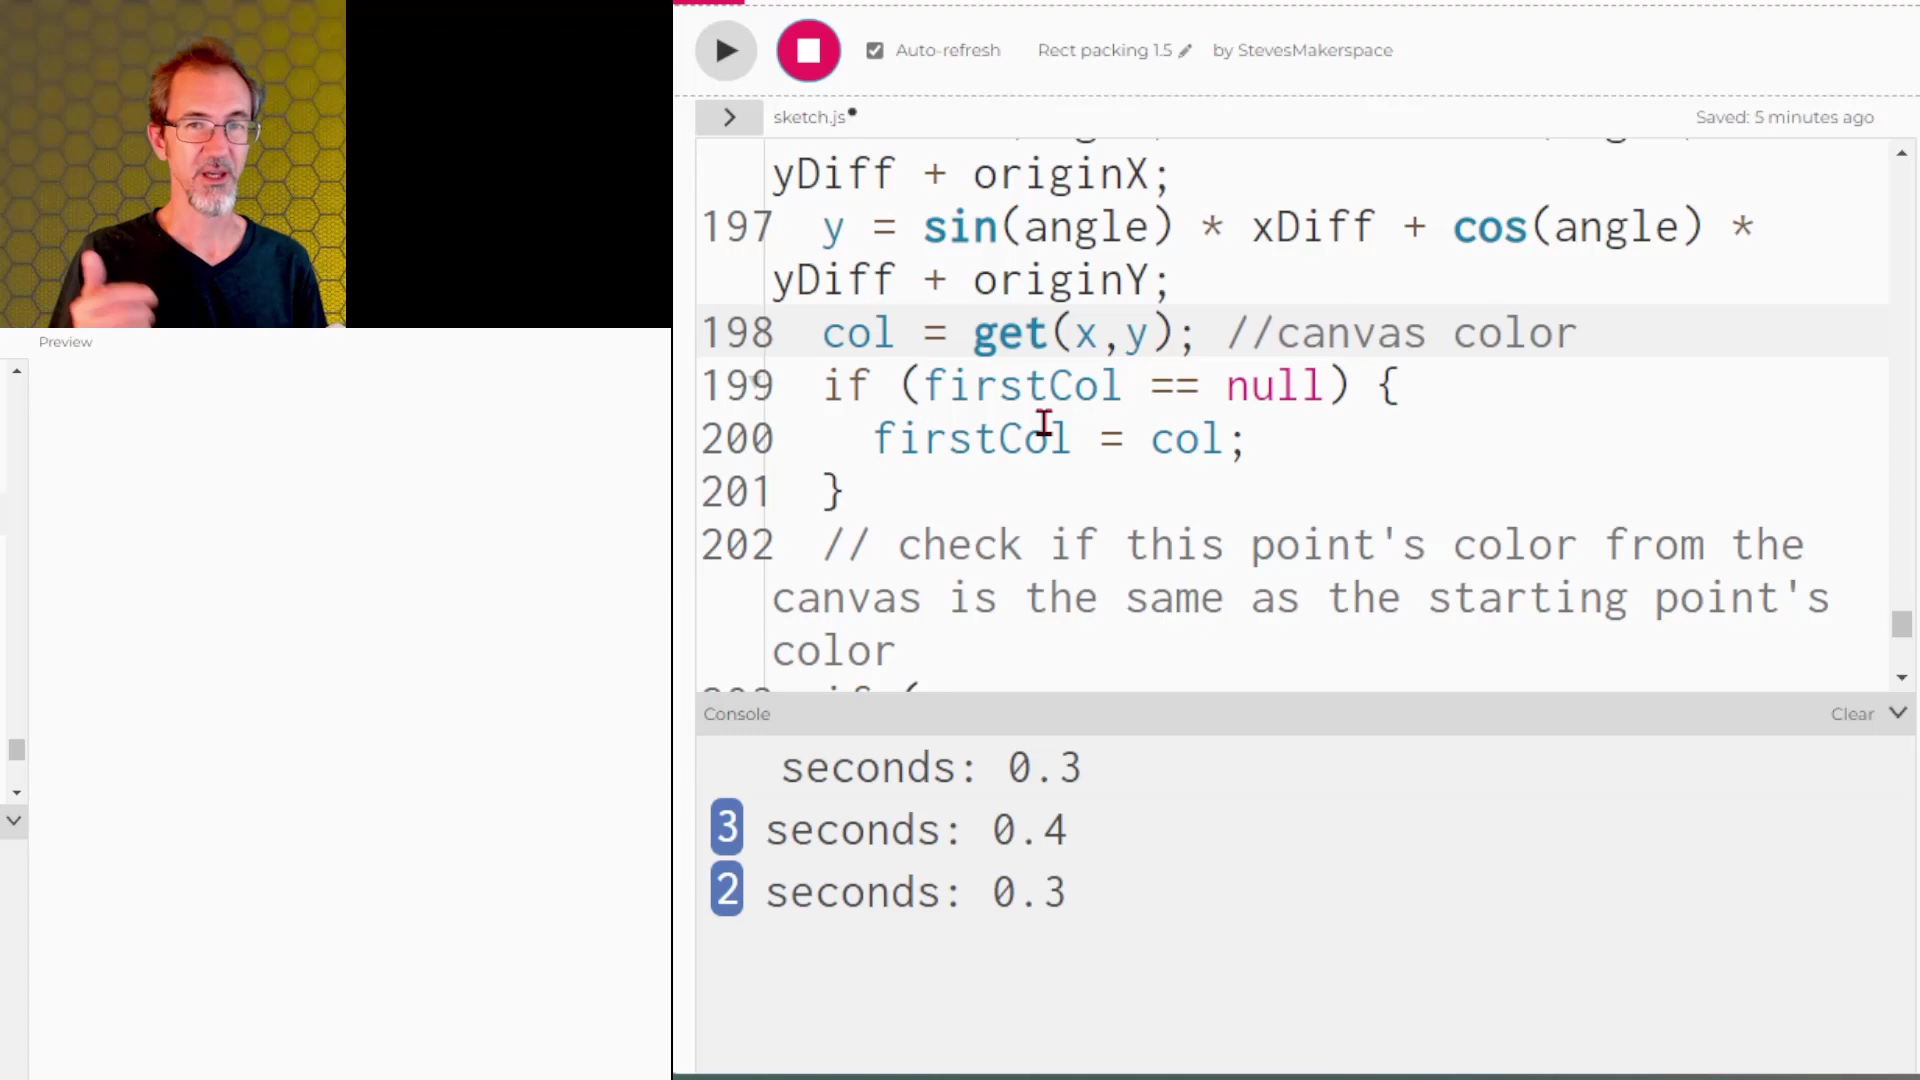 Auto-refresh
Rect packing 1.5
by StevesMakerspace
sketch.js
Saved: 5 minutes ago
Preview
yDiff + originX;
197 y = sin(angle) * xDiff + cos(angle) *
yDiff + originY;
198 col = get(x,y); //canvas color
199 if (firstCol == null) {
200 firstCol = col;
201 }
202 // check if this point's color from the
canvas is the same as the starting point's
color
Console
Clear
seconds: 0.3
3 seconds: 0.4
2 seconds: 0.3